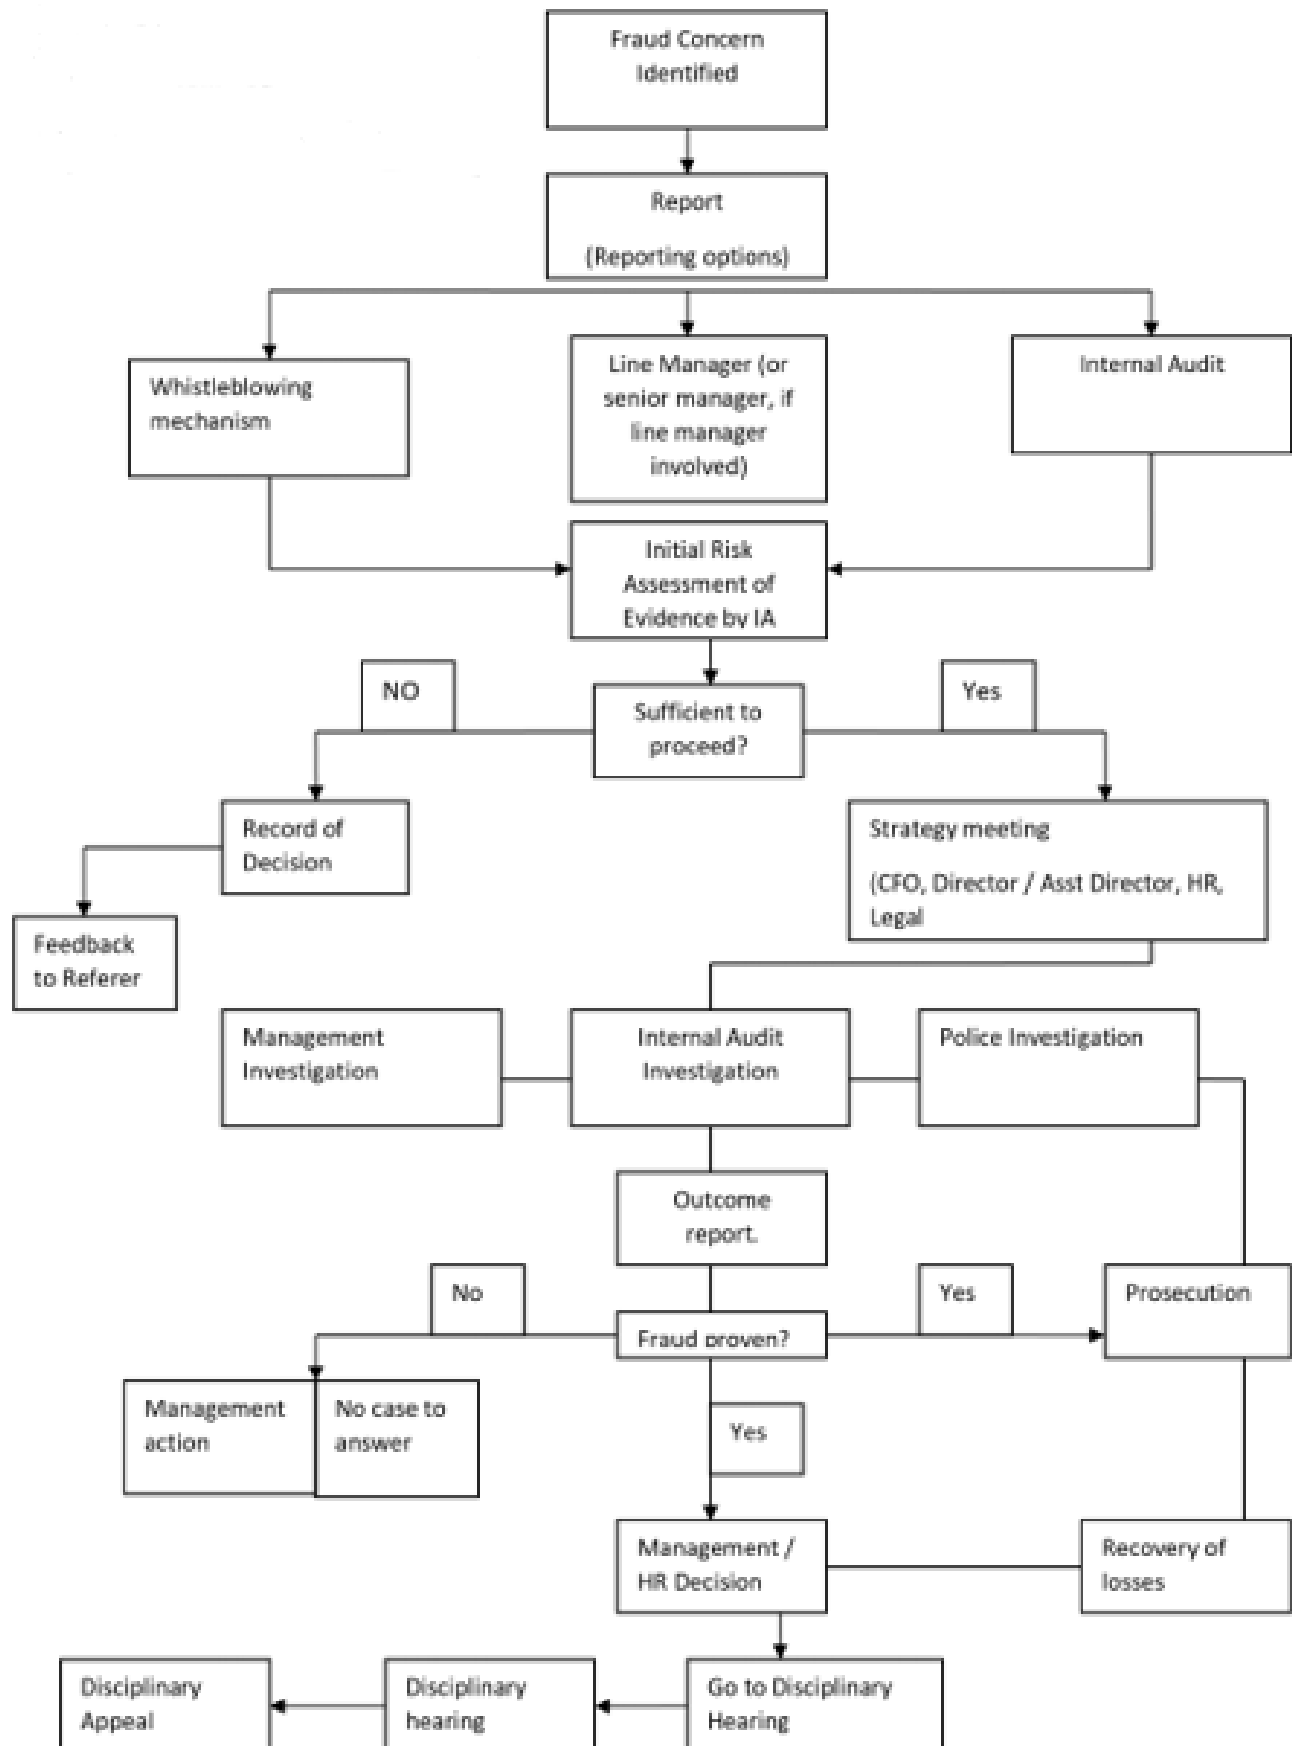 Fraud Concern
Identified
Report
(Reporting options)
Whistleblowing
mechanism
Line Manager (or
senior manager, if
line manager
involved)
Internal Audit
Initial Risk
Assessment of
Evidence by IA
NO
Sufficient to
proceed?
Yes
Record of
Decision
Strategy meeting
(CFO, Director / Asst Director, HR,
Legal
Feedback
to Referer
Management
Investigation
Internal Audit
Investigation
Police Investigation
Outcome
report.
No
Fraud proven?
Yes
Prosecution
Management
action
No case to
answer
Yes
Management /
HR Decision
Recovery of
losses
Disciplinary
Appeal
Disciplinary
hearing
Go to Disciplinary
Hearing